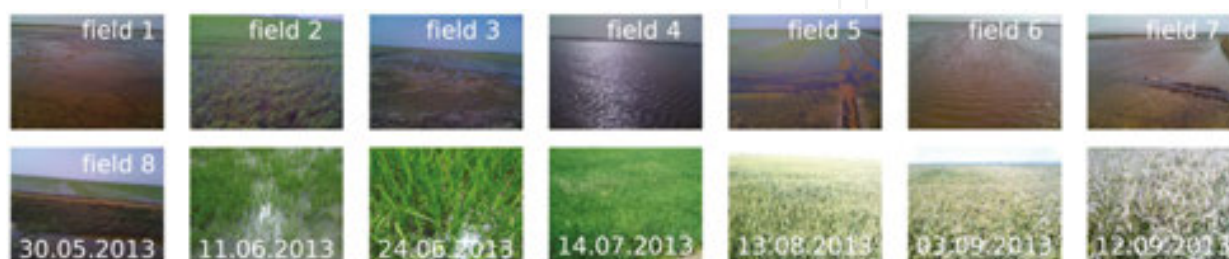 field 1
field 2
field 3
field 4
field 5
field 6
field 7
field 8
30.05.2013
11.06.2013
24.06.2013
14.07.2013
13.08.2013
03.09.2013
12.09.2013